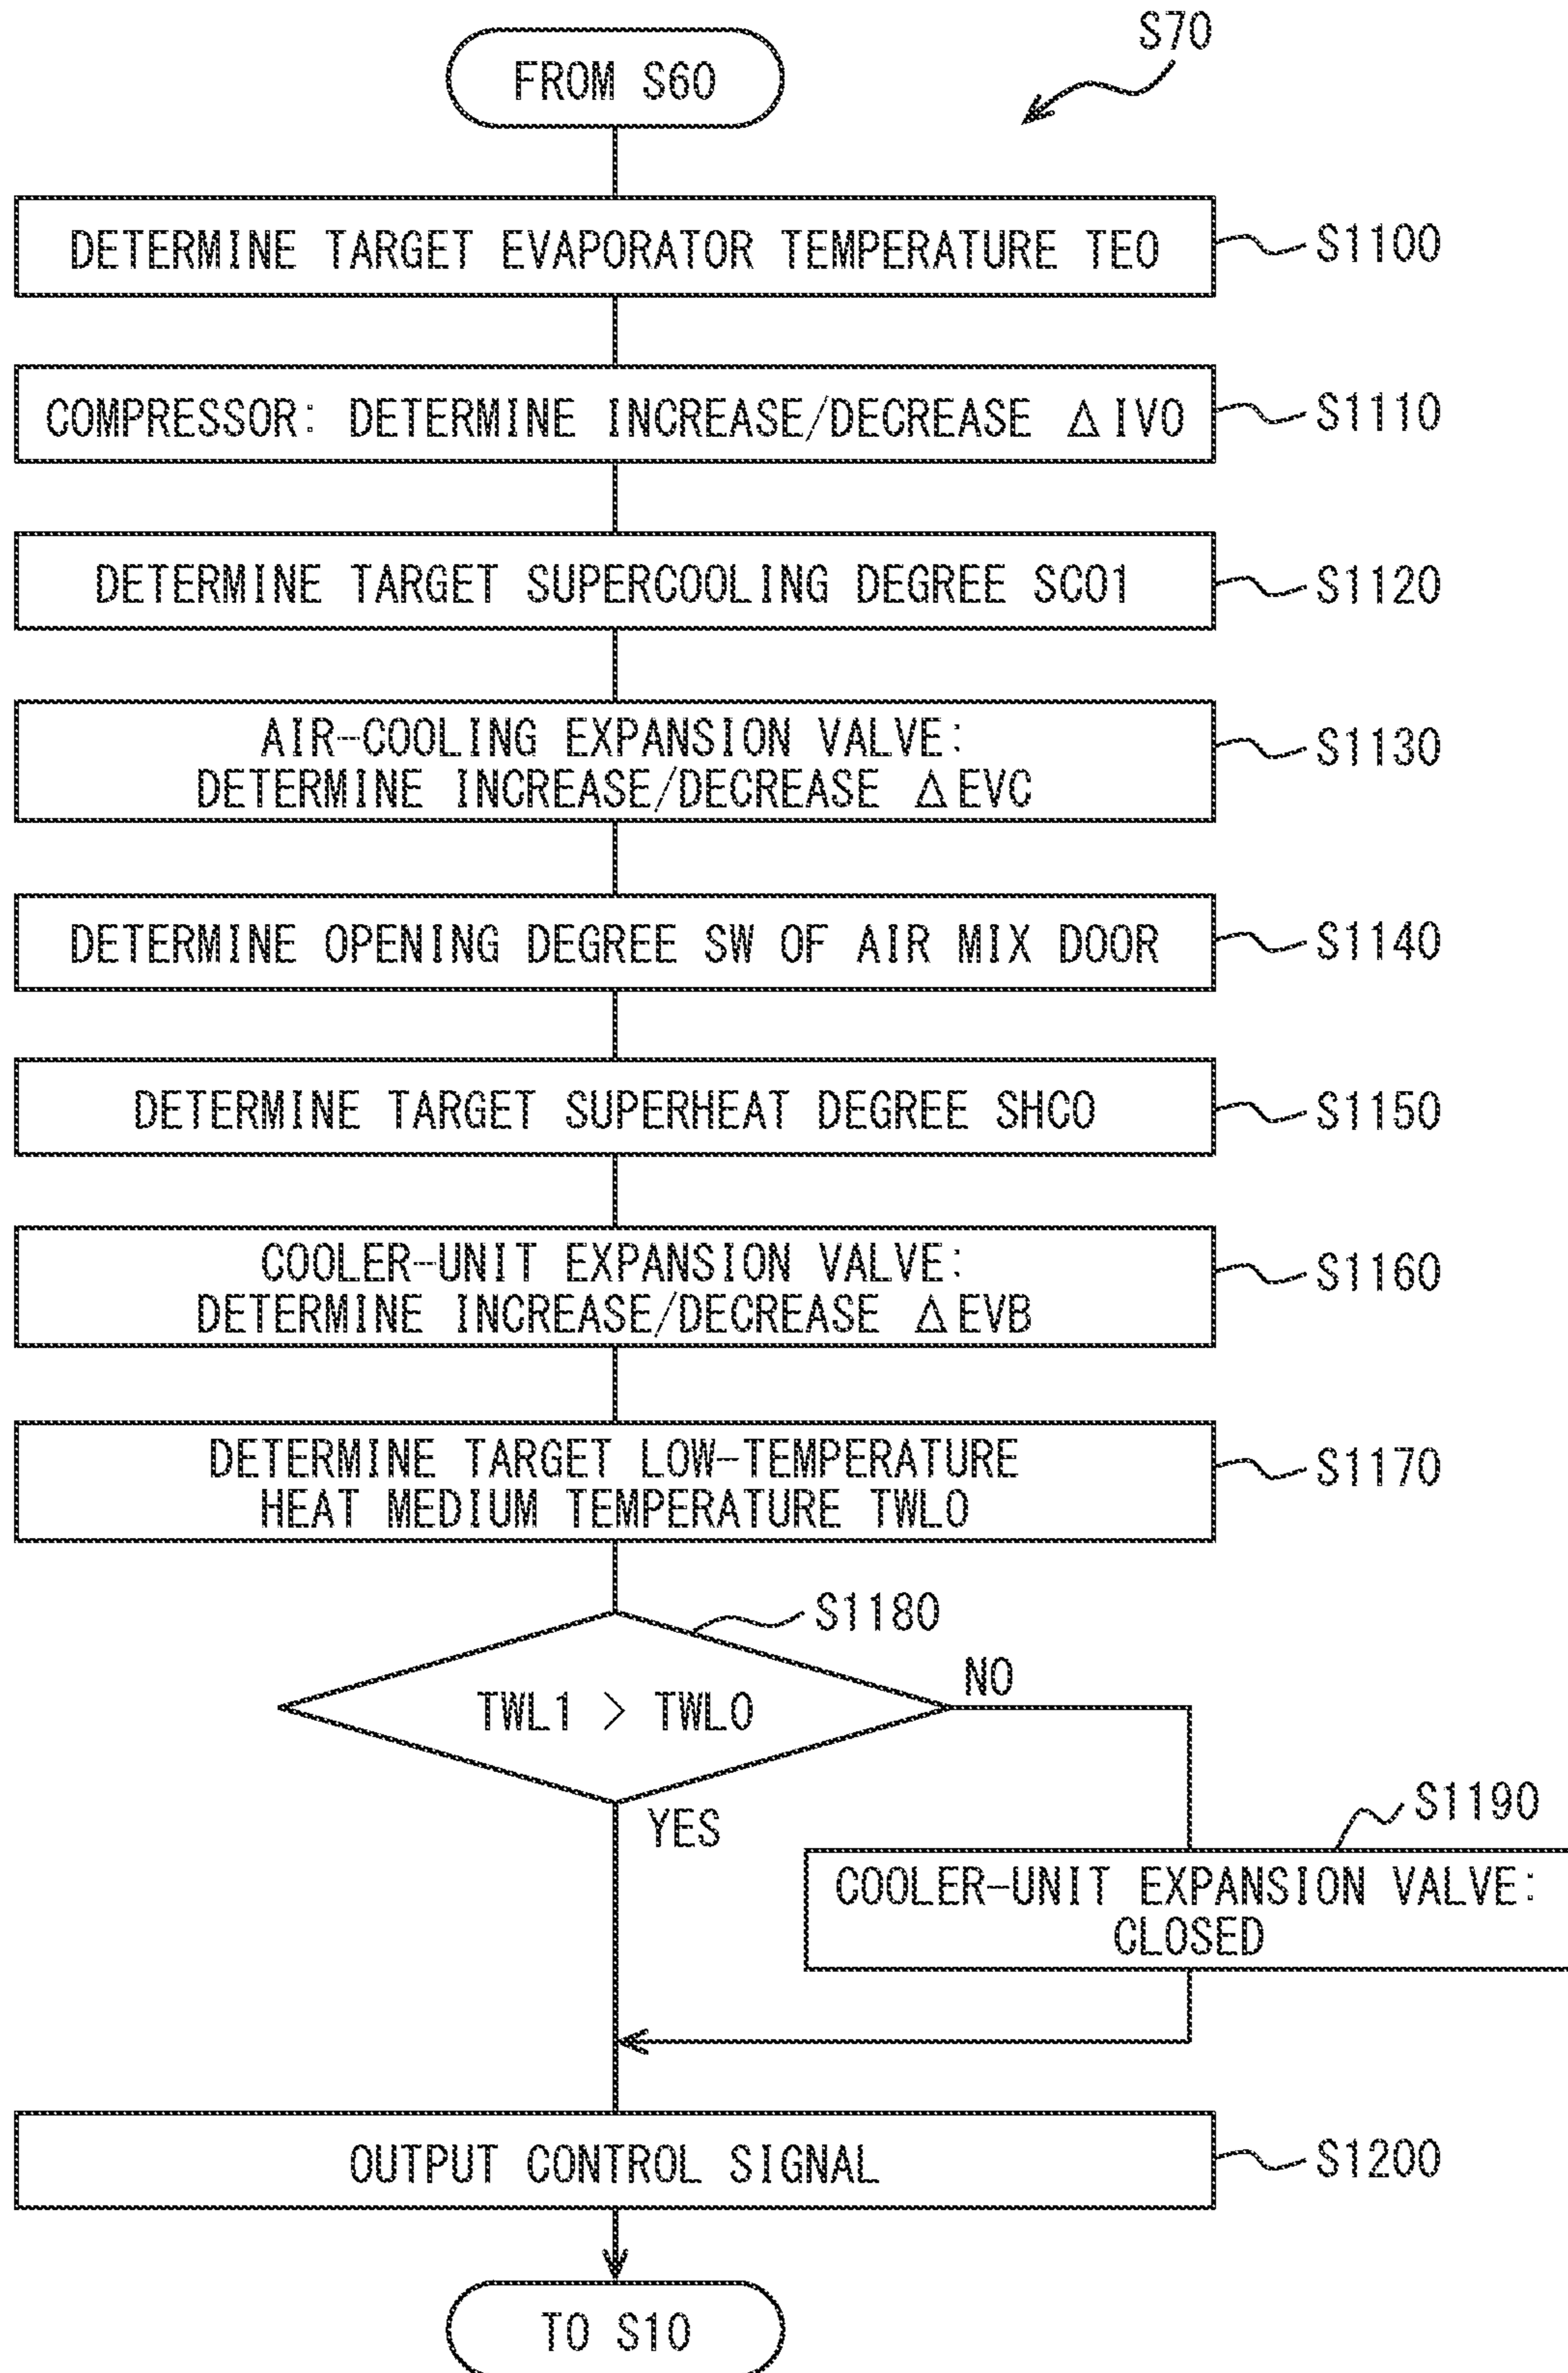 S70
FROM S60
DETERMINE TARGET EVAPORATOR TEMPERATURE TEO
S1100
COMPRESSOR: DETERMINE INCREASE/DECREASE Δ IVO
S1110
DETERMINE TARGET SUPERCOOLING DEGREE SCO1
S1120
AIR-COOLING EXPANSION VALVE:
DETERMINE INCREASE/DECREASE Δ EVC
S1130
DETERMINE OPENING DEGREE SW OF AIR MIX DOOR
S1140
DETERMINE TARGET SUPERHEAT DEGREE SHCO
S1150
COOLER-UNIT EXPANSION VALVE:
DETERMINE INCREASE/DECREASE Δ EVB
S1160
DETERMINE TARGET LOW-TEMPERATURE
HEAT MEDIUM TEMPERATURE TWLO
S1170
S1180
TWL1 > TWLO
NO
YES
S1190
COOLER-UNIT EXPANSION VALVE:
CLOSED
OUTPUT CONTROL SIGNAL
S1200
TO S10